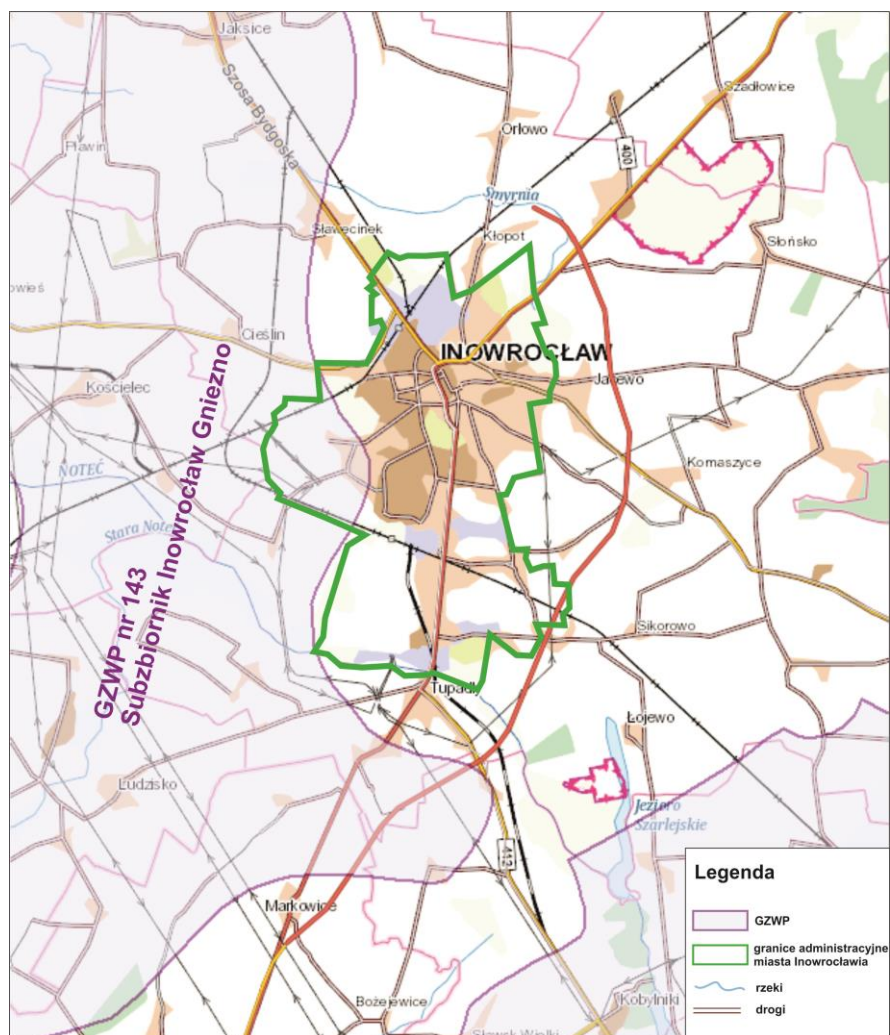 Jaksice
Szosa Bydgoska
Szadłowice
Orłowo
400
Pławin
Smyrnia
Sławęcinek
Kłopot
Słońsko
Cieślin
INOWROCŁAW
Jacewo
Kościelec
GZWP nr 143
Subzbiornik Inowrocław Gniezno
Komaszyce
NOTEĆ
Stara Noteć
Sikorowo
Tupadły
Łojewo
Ludzisko
Jezioro
Szarlejskie
412
Markowice
Bożejewice
Kobylniki
Legenda
GZWP
granice administracyjne
miasta Inowrocławia
rzeki
drogi